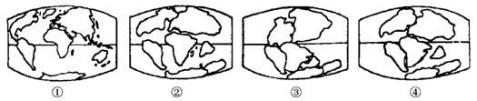 ① ② ③ ④